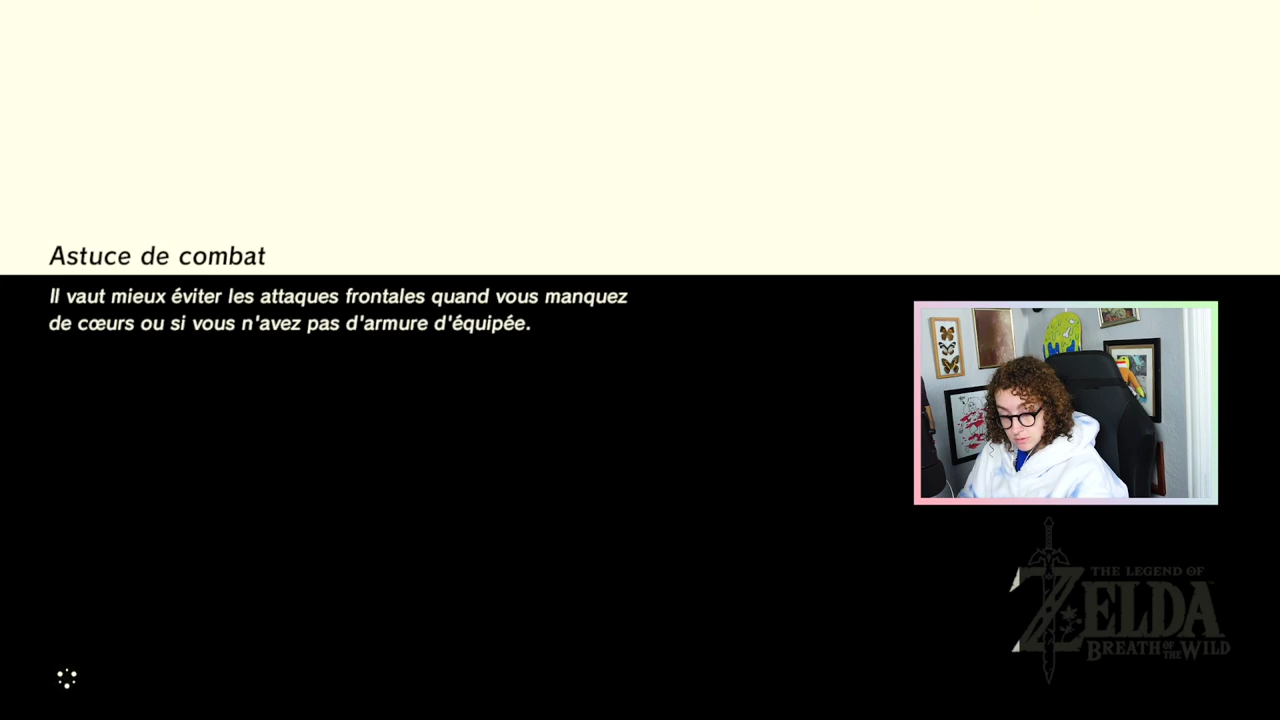 Astuce de combat
Il vaut mieux éviter les attaques frontales quand vous manquez
de cœurs ou si vous n'avez pas d'armure d'équipée.
THE LEGEND OF
ZELDA
BREATH OF THE WILD